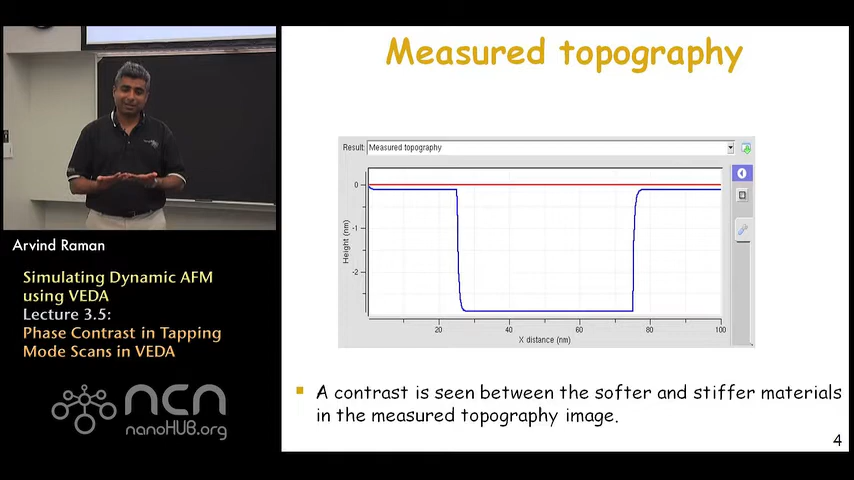 Measured topography
Result: Measured topography
0
-1
-2
Height (nm)
20 40 60 80 100
X distance (nm)
Arvind Raman
Simulating Dynamic AFM
using VEDA
Lecture 3.5:
Phase Contrast in Tapping
Mode Scans in VEDA
ncn
nanoHUB.org
A contrast is seen between the softer and stiffer materials
in the measured topography image.
4